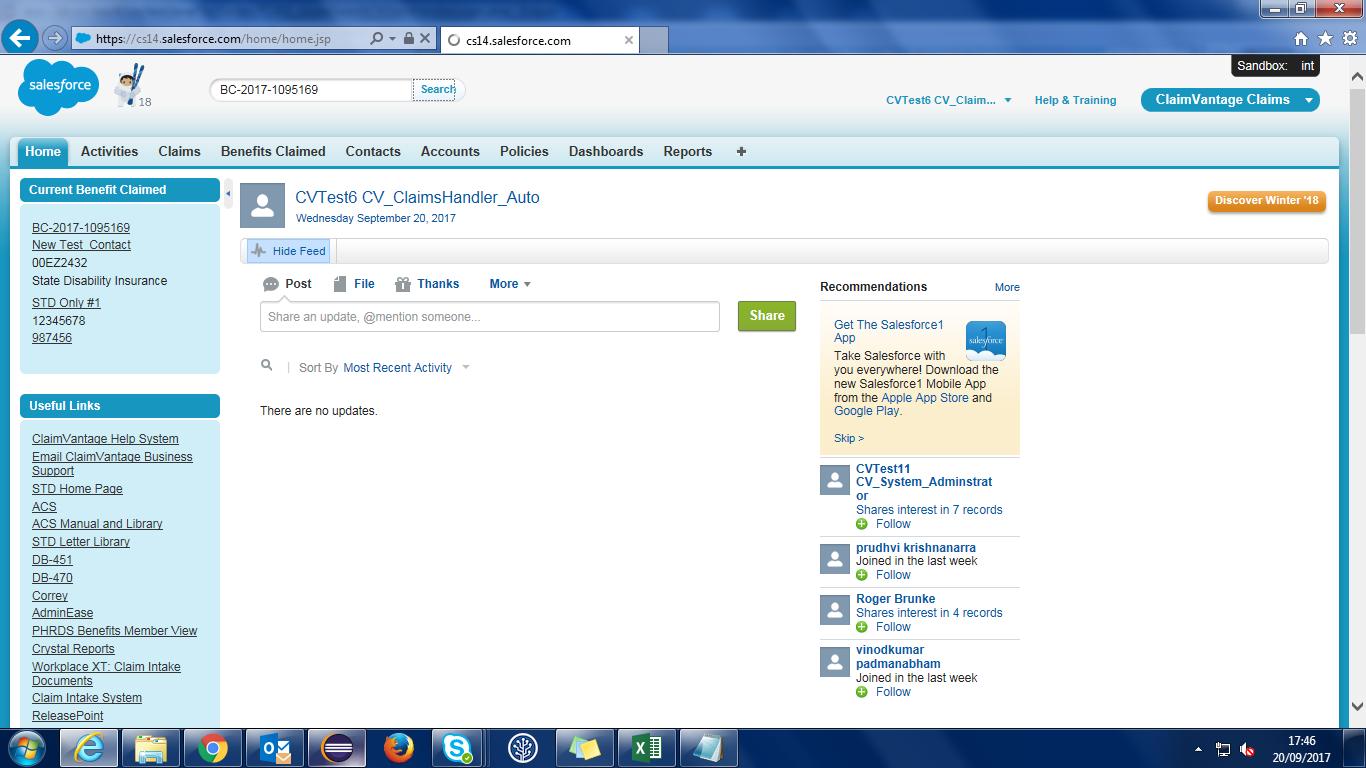 https://cs14.salesforce.com/home/home.jsp
cs14.salesforce.com
Sandbox: int
salesforce
18
BC-2017-1095169
Search
CVTest6 CV_Claim...
Help & Training
ClaimVantage Claims
Home
Activities
Claims
Benefits Claimed
Contacts
Accounts
Policies
Dashboards
Reports
Current Benefit Claimed
BC-2017-1095169
New Test_Contact
00EZ2432
State Disability Insurance
STD Only #1
12345678
987456
Useful Links
ClaimVantage Help System
Email ClaimVantage Business
Support
STD Home Page
ACS
ACS Manual and Library
STD Letter Library
DB-451
DB-470
Correy
AdminEase
PHRDS Benefits Member View
Crystal Reports
Workplace XT: Claim Intake
Documents
Claim Intake System
ReleasePoint
CVTest6 CV_ClaimsHandler_Auto
Wednesday September 20, 2017
Discover Winter '18
Hide Feed
Post
File
Thanks
More
Share an update, @mention someone...
Share
Sort By Most Recent Activity
There are no updates.
Recommendations
More
Get The Salesforce1
App
salesforce
1
Take Salesforce with
you everywhere! Download the
new Salesforce1 Mobile App
from the Apple App Store and
Google Play.
Skip >
CVTest11
CV_System_Adminstrat
or
Shares interest in 7 records
Follow
prudhvi krishnanarra
Joined in the last week
Follow
Roger Brunke
Shares interest in 4 records
Follow
vinodkumar
padmanabham
Joined in the last week
Follow
17:46
20/09/2017